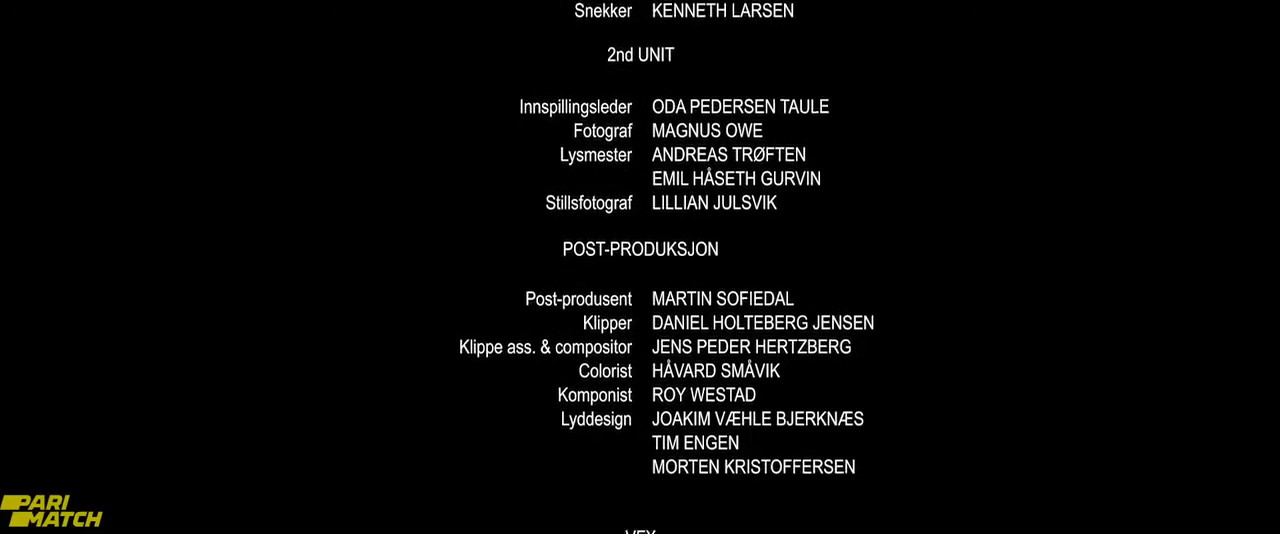 Snekker KENNETH LARSEN
2nd UNIT
Innspillingsleder ODA PEDERSEN TAULE
Fotograf MAGNUS OWE
Lysmester ANDREAS TRØFTEN
EMIL HÅSETH GURVIN
Stillsfotograf LILLIAN JULSVIK
POST-PRODUKSJON
Post-produsent MARTIN SOFIEDAL
Klipper DANIEL HOLTEBERG JENSEN
Klippe ass. & compositor JENS PEDER HERTZBERG
Colorist HÅVARD SMÅVIK
Komponist ROY WESTAD
Lyddesign JOAKIM VÆHLE BJERKNÆS
TIM ENGEN
MORTEN KRISTOFFERSEN
PARI
MATCH